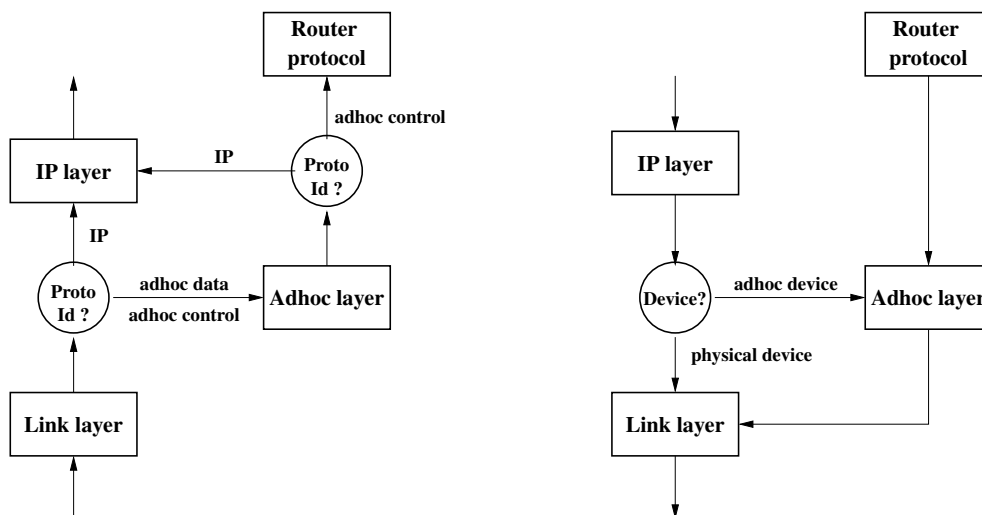 Router
protocol
adhoc control
IP
IP layer
Proto
Id ?
IP
Proto
Id ?
adhoc data
adhoc control
Adhoc layer
Link layer
Router
protocol
IP layer
Device?
adhoc device
Adhoc layer
physical device
Link layer